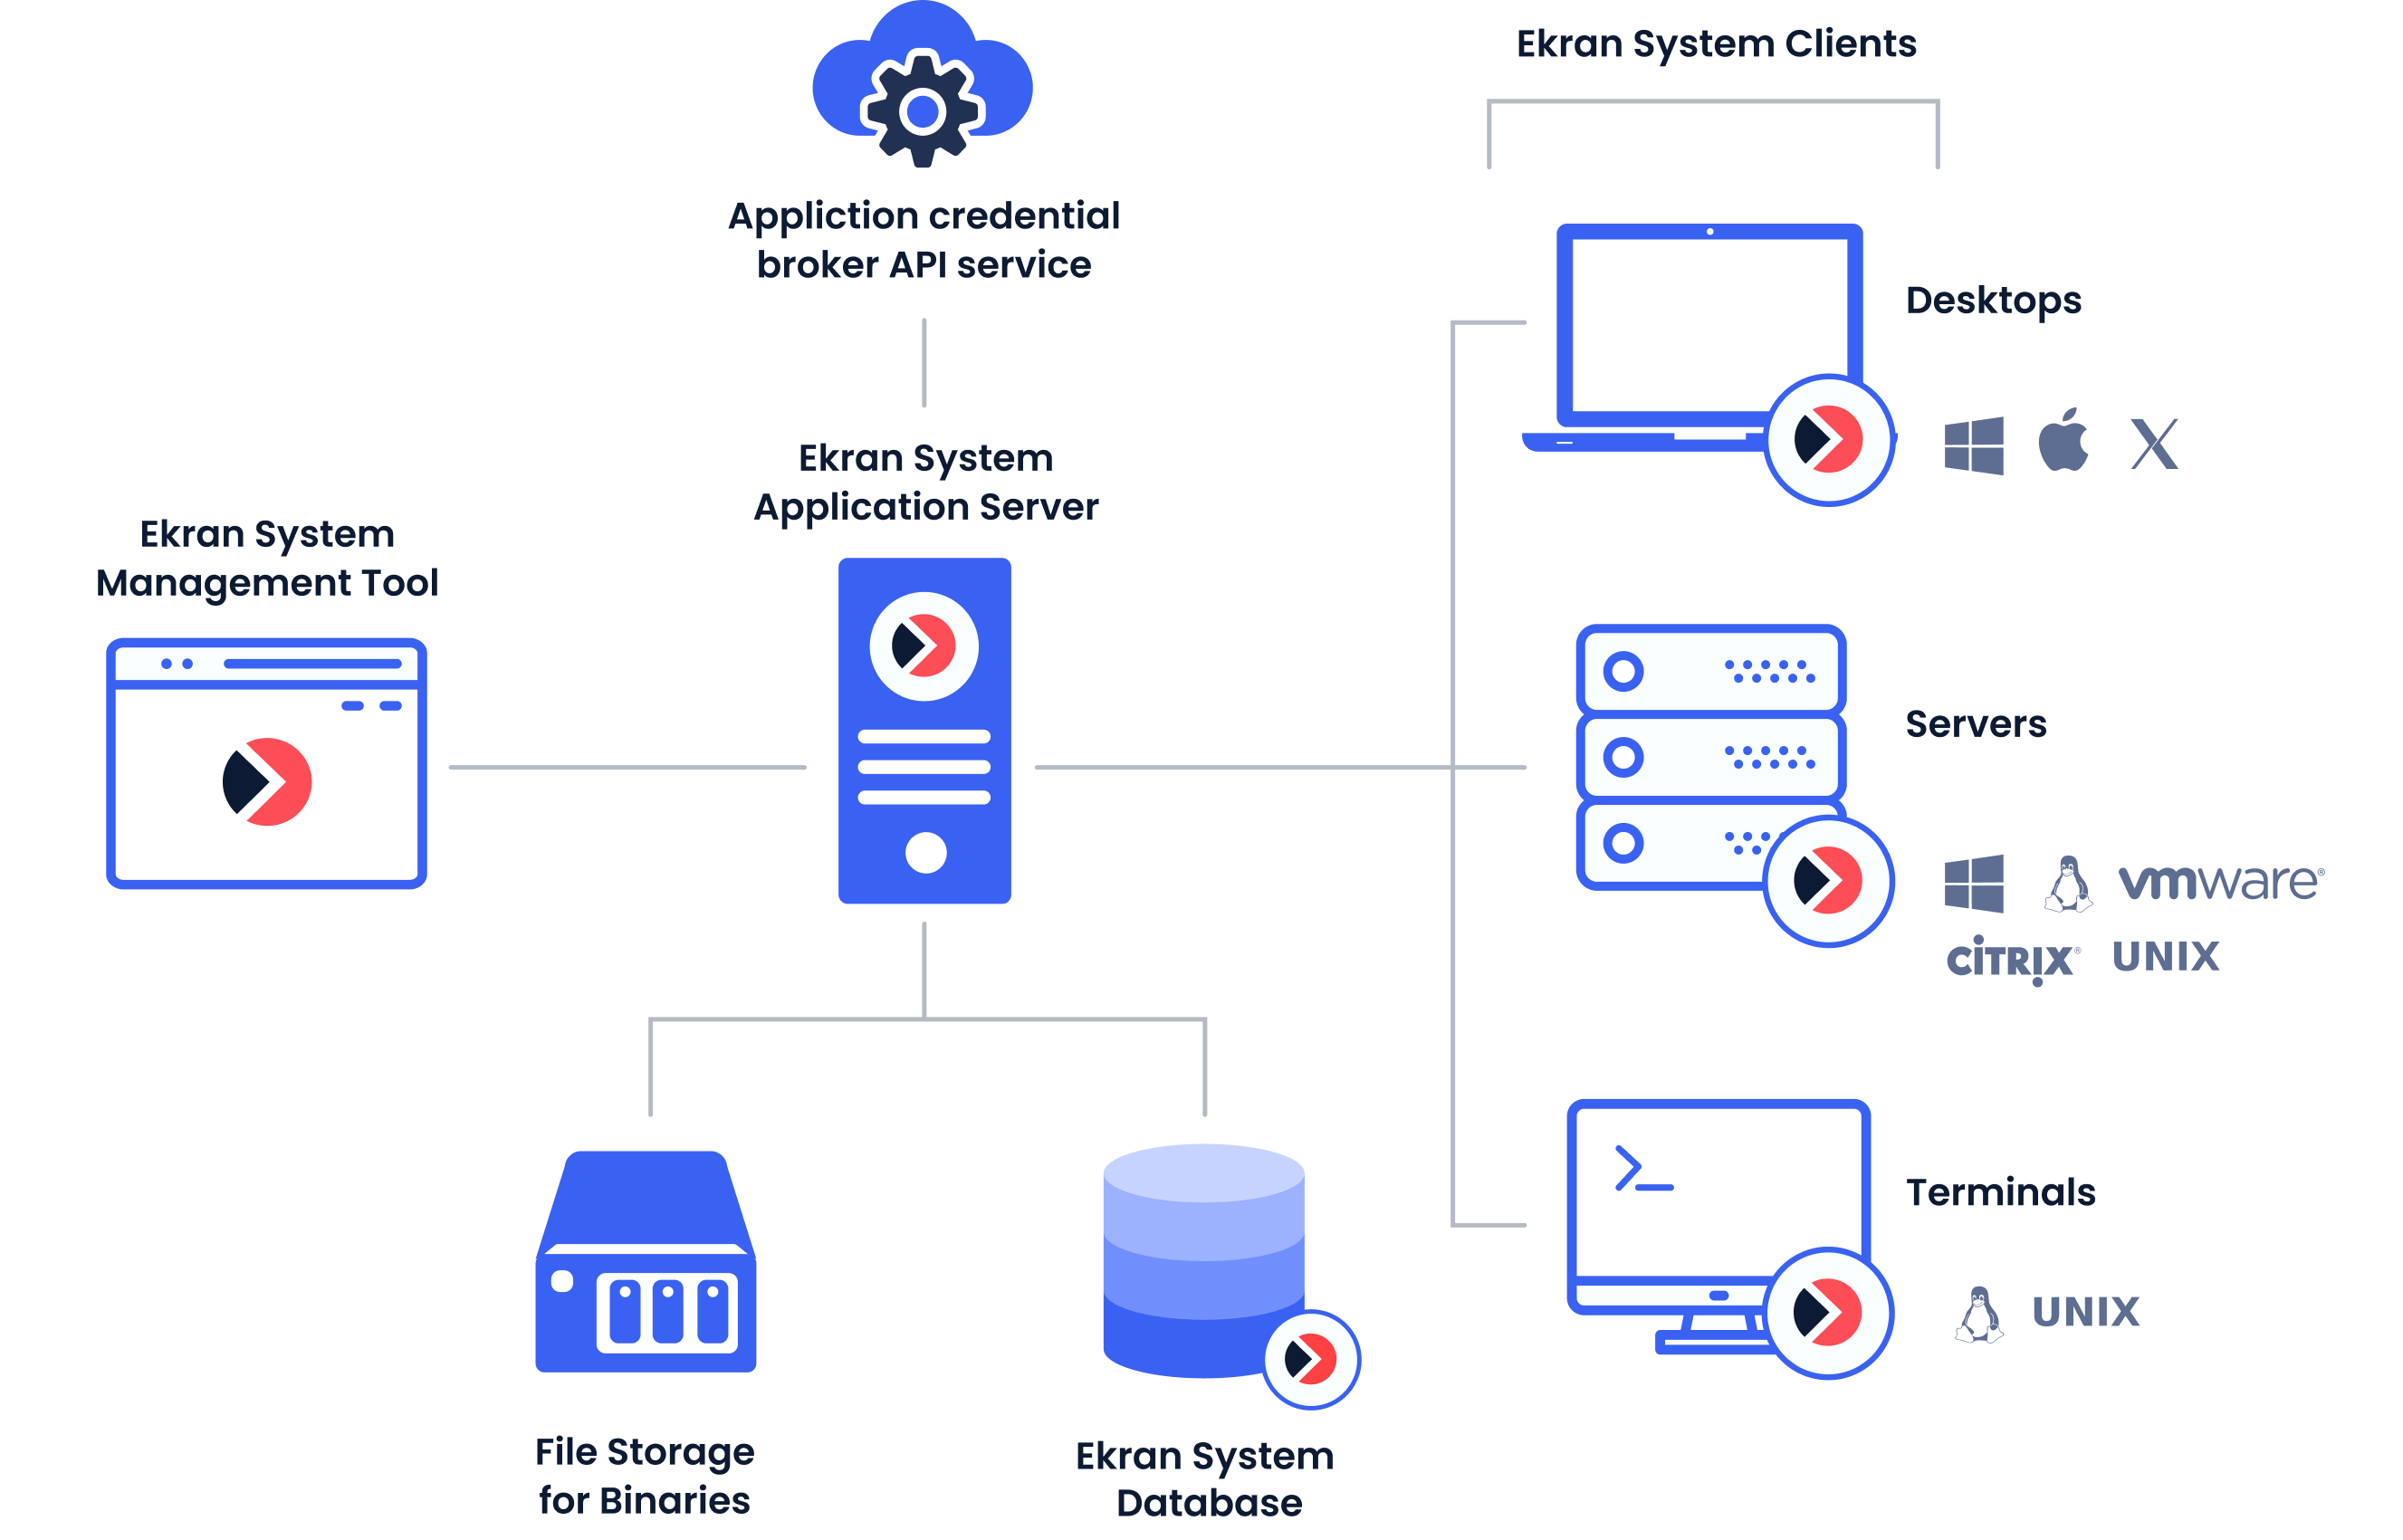 Ekran System Clients
Appliction credential
broker API service
Desktops
Ekran System
Application Server
Ekran System
Management Tool
Servers
vmware®
CITRIX®
UNIX
Terminals
UNIX
File Storage
for Binaries
Ekran System
Database